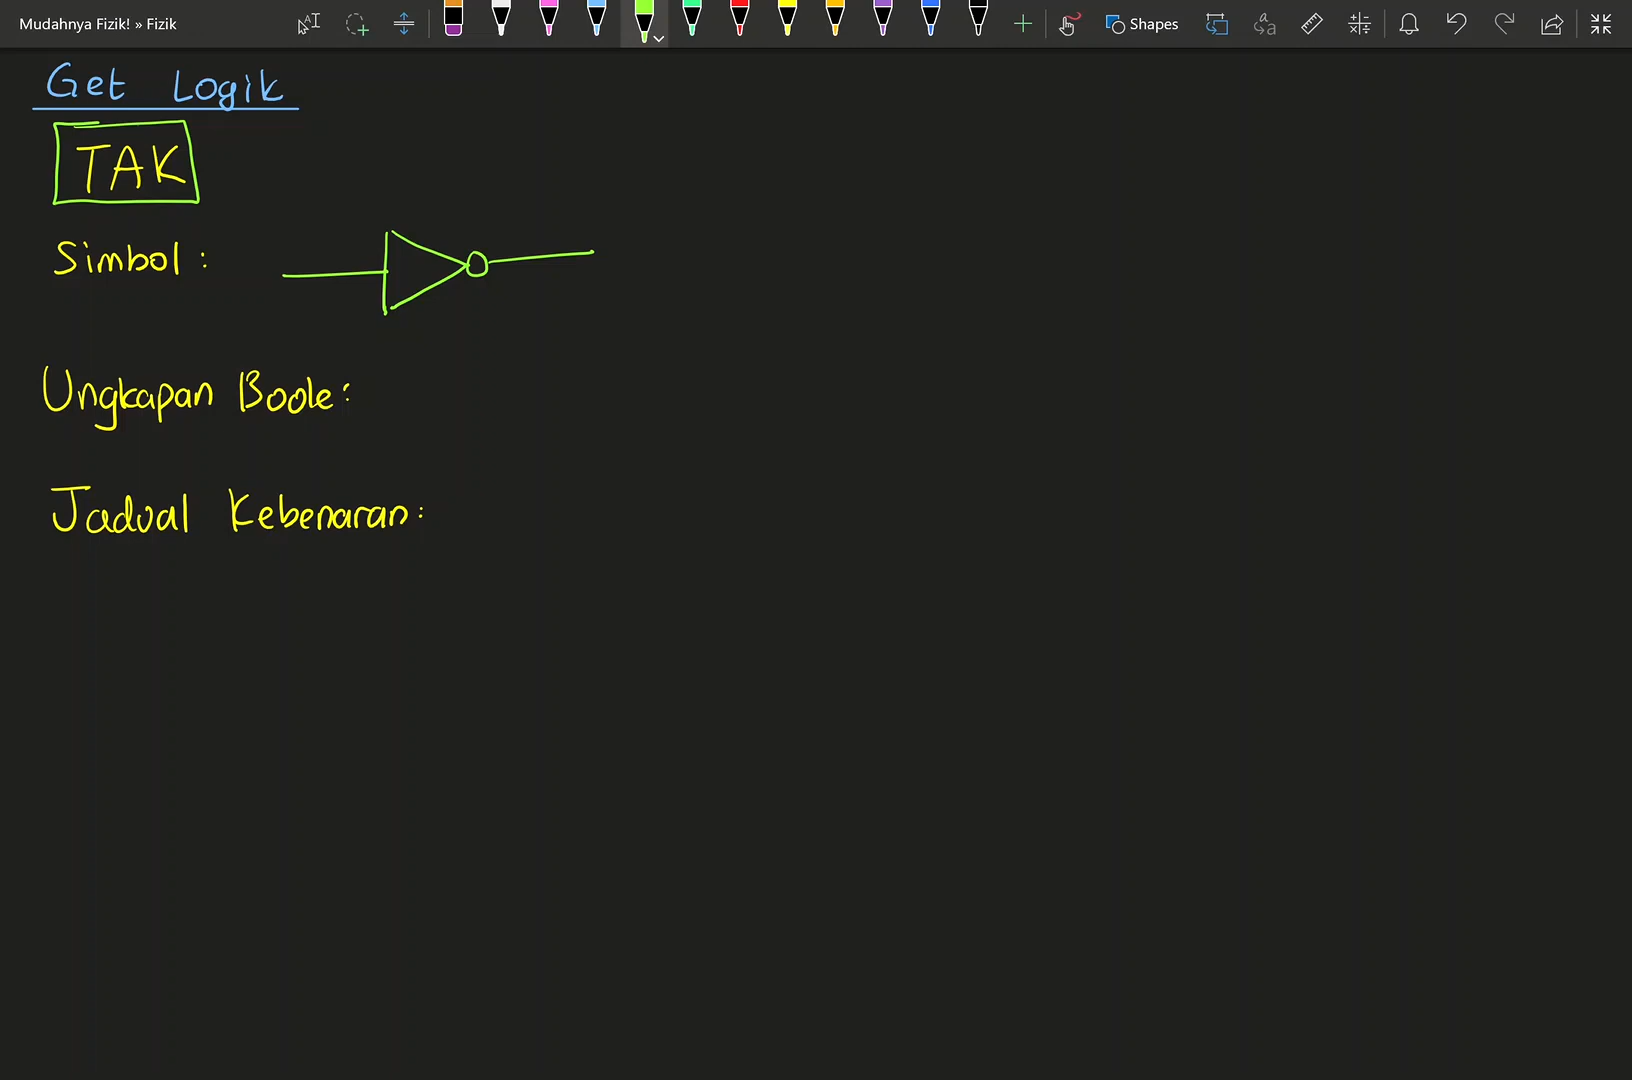 Mudahnya Fizik! » Fizik
Shapes
Get Logik
TAK
Simbol:
Ungkapan Boole:
Jadual Kebenaran: